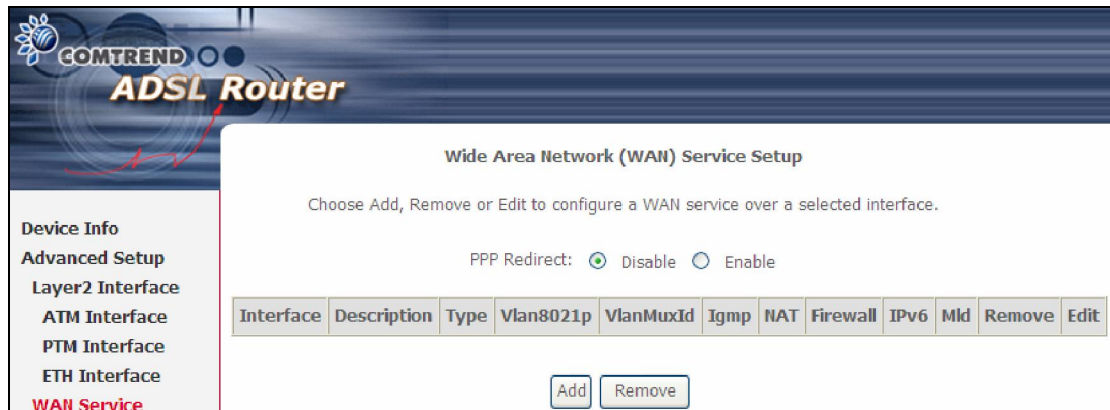 COMTREND
ADSL Router
Wide Area Network (WAN) Service Setup
Choose Add, Remove or Edit to configure a WAN service over a selected interface.
PPP Redirect: Disable Enable
Interface Description Type Vlan8021p VlanMuxId Igmp NAT Firewall IPv6 Mld Remove Edit
Add Remove
Device Info
Advanced Setup
Layer2 Interface
ATM Interface
PTM Interface
ETH Interface
WAN Service